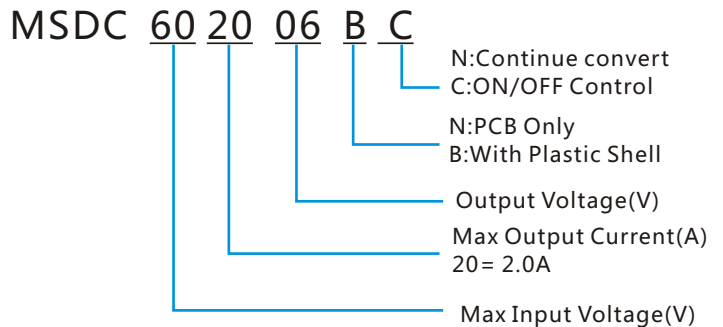 MSDC 60 20 06 B C
N:Continue convert
C:ON/OFF Control
N:PCB Only
B:With Plastic Shell
Output Voltage(V)
Max Output Current(A)
20= 2.0A
Max Input Voltage(V)